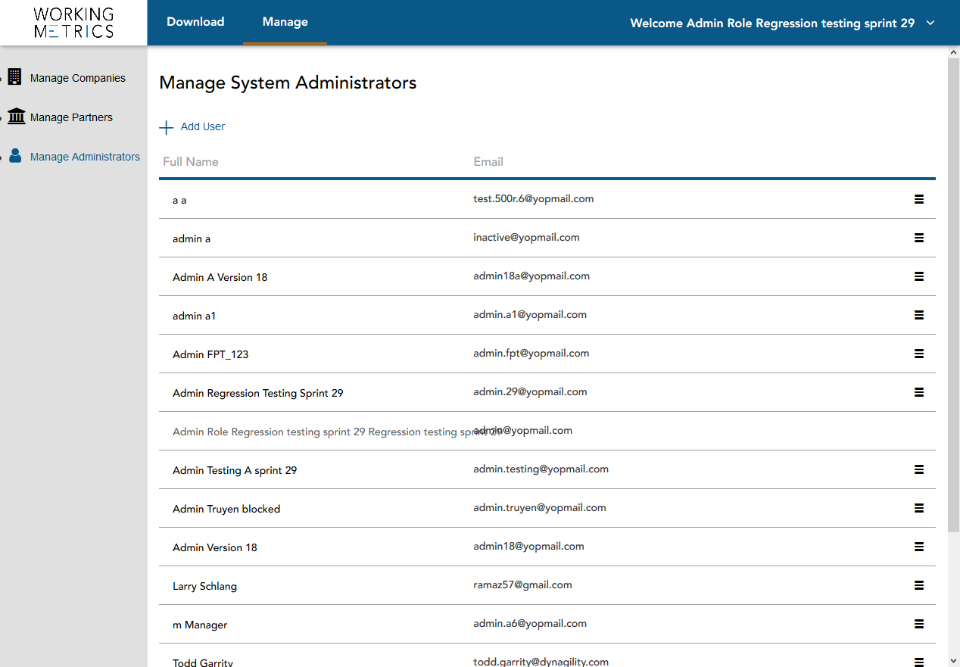 WORKING
METRICS
Download Manage Welcome Admin Role Regression testing sprint 29
Manage Companies
Manage Partners
Manage Administrators
Manage System Administrators
Add User
Full Name Email
a a test.500r.6@yopmail.com
admin a inactive@yopmail.com
Admin A Version 18 admin18a@yopmail.com
admin a1 admin.a1@yopmail.com
Admin FPT_123 admin.fpt@yopmail.com
Admin Regression Testing Sprint 29 admin.29@yopmail.com
Admin Role Regression testing sprint 29 Regression testing sprint 29 admin@yopmail.com
Admin Testing A sprint 29 admin.testing@yopmail.com
Admin Truyen blocked admin.truyen@yopmail.com
Admin Version 18 admin18@yopmail.com
Larry Schlang ramaz57@gmail.com
m Manager admin.a6@yopmail.com
Todd Garrity todd.garrity@dynagility.com